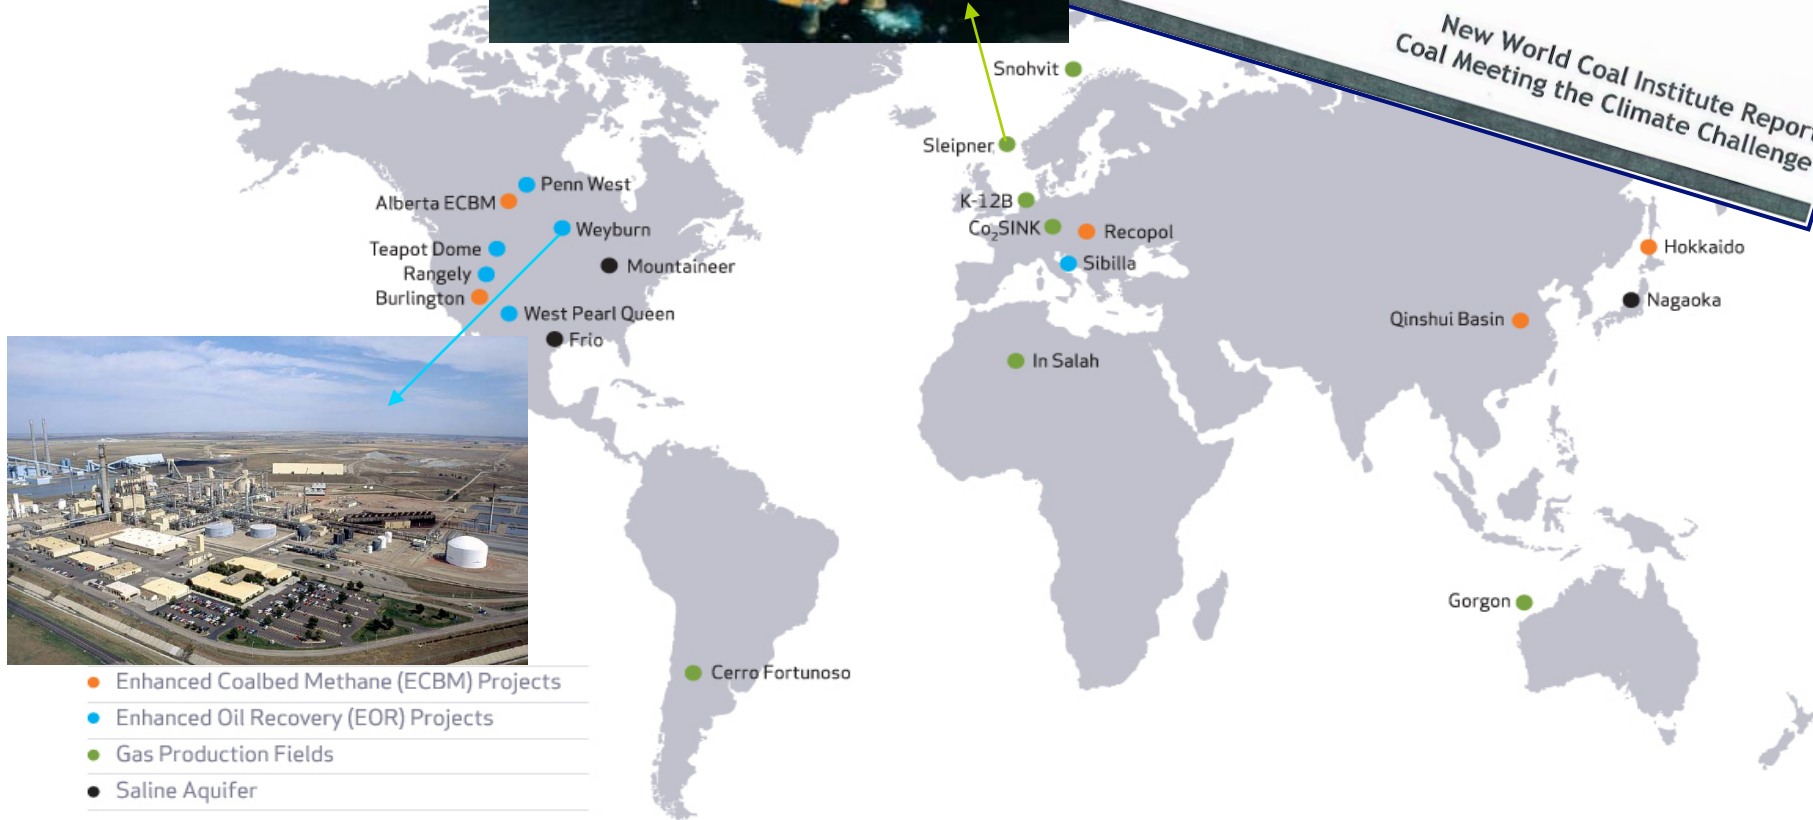 New World Coal Institute Report
Coal Meeting the Climate Challenge
Snohvit
Sleipner
Penn West
Alberta ECBM
K-12B
Weyburn
Co₂SINK
Recopol
Teapot Dome
Hokkaido
Sibilla
Mountaineer
Rangely
Burlington
Nagaoka
West Pearl Queen
Qinshui Basin
Frio
In Salah
Gorgon
Cerro Fortunoso
Enhanced Coalbed Methane (ECBM) Projects
Enhanced Oil Recovery (EOR) Projects
Gas Production Fields
Saline Aquifer